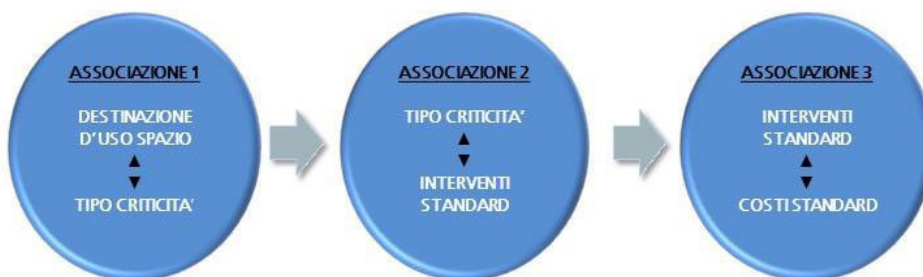 ASSOCIAZIONE 1
DESTINAZIONE
D'USO SPAZIO
TIPO CRITICITA'
ASSOCIAZIONE 2
TIPO CRITICITA'
INTERVENTI
STANDARD
ASSOCIAZIONE 3
INTERVENTI
STANDARD
COSTI STANDARD